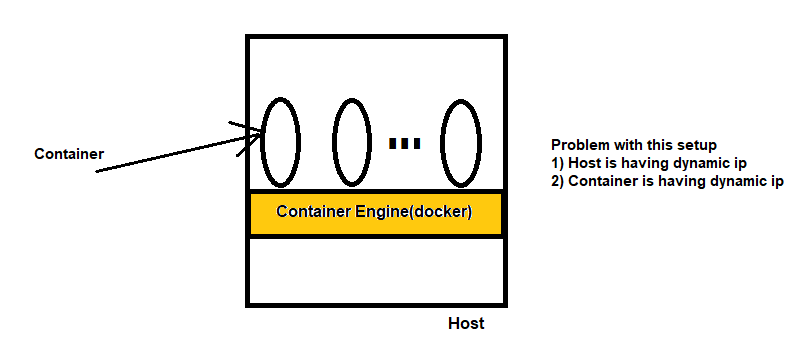 Container
Container Engine(docker)
Host
Problem with this setup
1) Host is having dynamic ip
2) Container is having dynamic ip